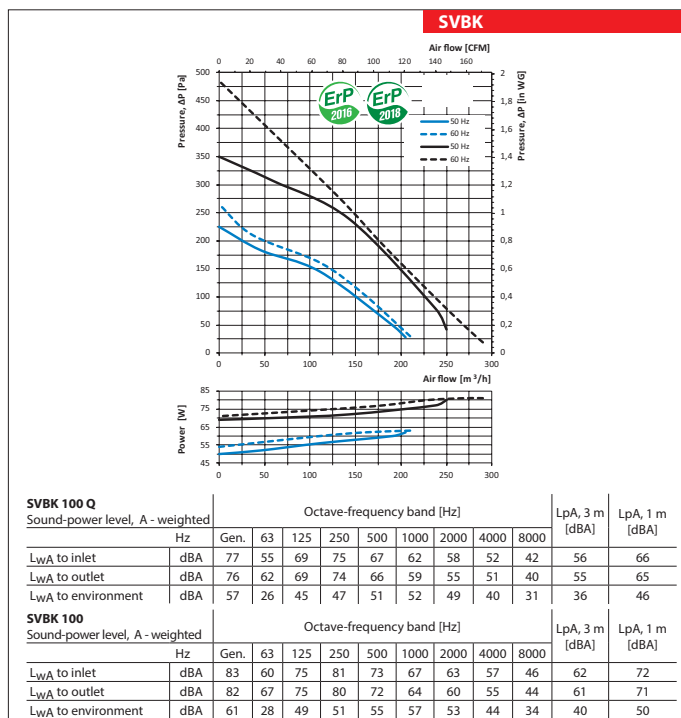 SVBK
Air flow [CFM]
0 20 40 60 80 100 120 140 160
Pressure, ΔP [Pa]
500
450
400
350
300
250
200
150
100
50
0
ErP
2016
ErP
2018
50 Hz
60 Hz
50 Hz
60 Hz
Pressure, ΔP [in WG]
2
1,8
1,6
1,4
1,2
1
0,8
0,6
0,4
0,2
0
0 50 100 150 200 250 300
Air flow [m³/h]
Power [W]
85
75
65
55
45
0 50 100 150 200 250 300
SVBK 100 Q
Sound-power level, A - weighted
Octave-frequency band [Hz]
LpA, 3 m
[dBA]
LpA, 1 m
[dBA]
Hz Gen. 63 125 250 500 1000 2000 4000 8000
LWA to inlet dBA 77 55 69 75 67 62 58 52 42 56 66
LWA to outlet dBA 76 62 69 74 66 59 55 51 40 55 65
LWA to environment dBA 57 26 45 47 51 52 49 40 31 36 46
SVBK 100
Sound-power level, A - weighted
Octave-frequency band [Hz]
LpA, 3 m
[dBA]
LpA, 1 m
[dBA]
Hz Gen. 63 125 250 500 1000 2000 4000 8000
LWA to inlet dBA 83 60 75 81 73 67 63 57 46 62 72
LWA to outlet dBA 82 67 75 80 72 64 60 55 44 61 71
LWA to environment dBA 61 28 49 51 55 57 53 44 34 40 50